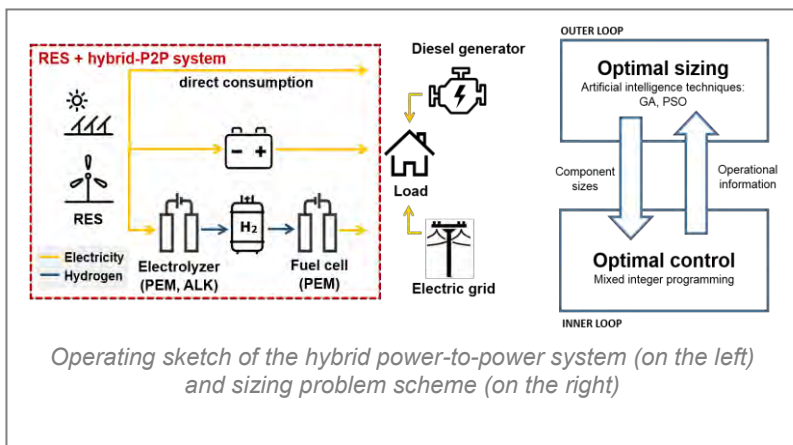 RES + hybrid-P2P system
direct consumption
RES
Electricity
Hydrogen
Electrolyzer
(PEM, ALK)
H₂
Fuel cell
(PEM)
Diesel generator
Load
Electric grid
OUTER LOOP
Optimal sizing
Artificial intelligence techniques:
GA, PSO
Component
sizes
Operational
information
Optimal control
Mixed integer programming
INNER LOOP
Operating sketch of the hybrid power-to-power system (on the left)
and sizing problem scheme (on the right)